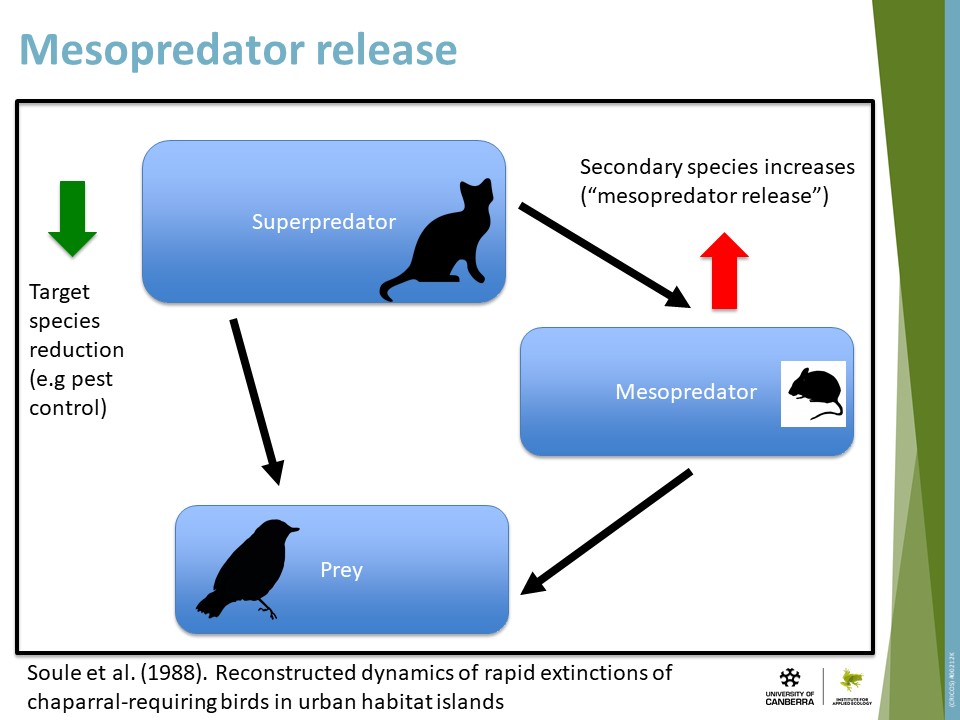 Mesopredator release
Superpredator
Secondary species increases
(“mesopredator release”)
Target
species
reduction
(e.g pest
control)
Mesopredator
Prey
Soule et al. (1988). Reconstructed dynamics of rapid extinctions of
chaparral-requiring birds in urban habitat islands
UNIVERSITY OF
CANBERRA
INSTITUTE FOR
APPLIED ECOLOGY